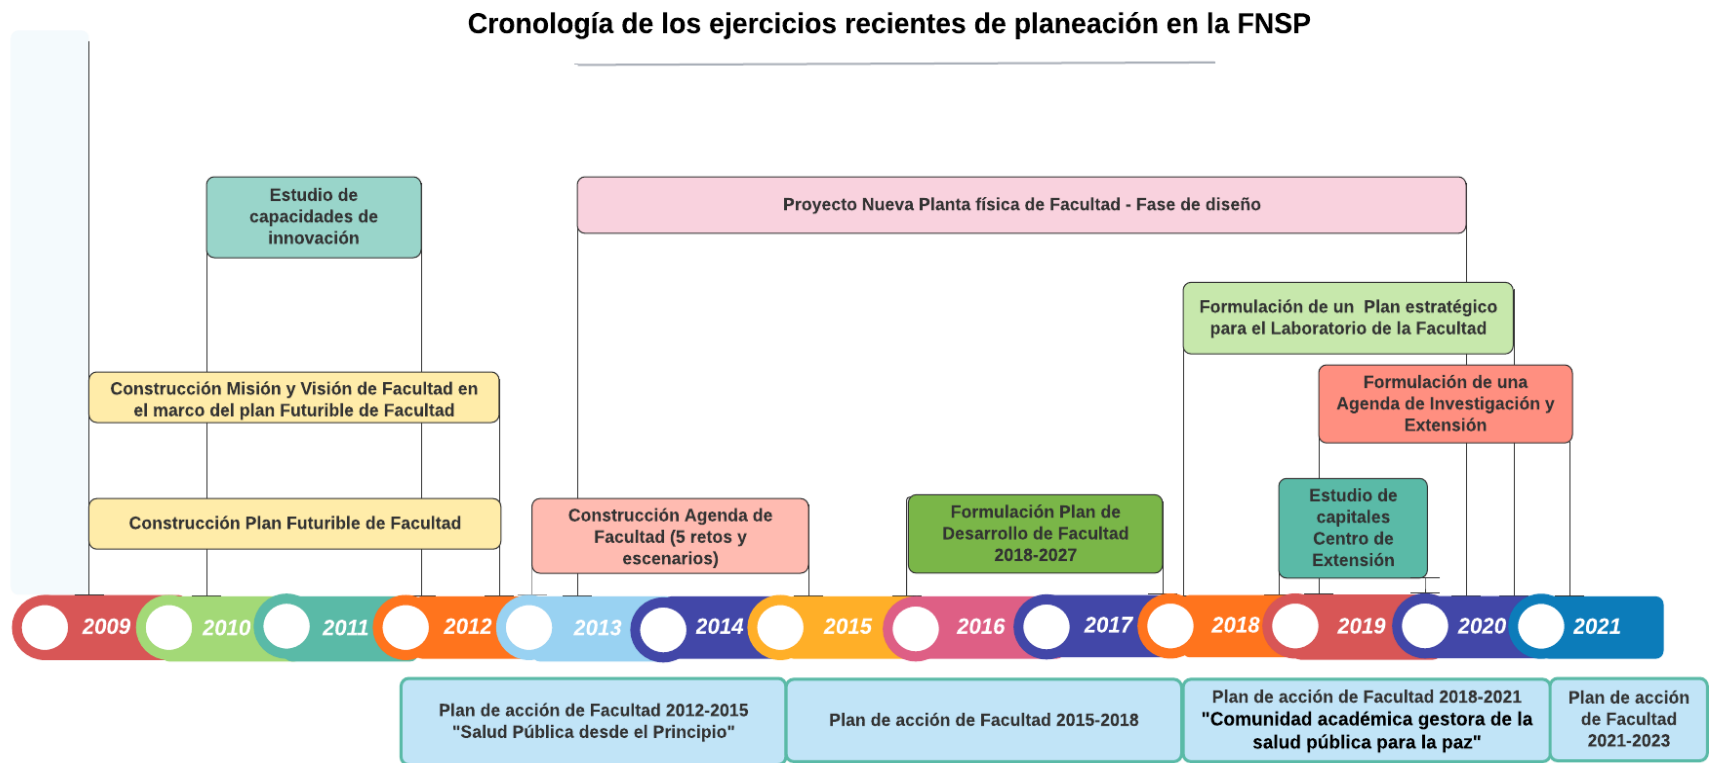 Cronología de los ejercicios recientes de planeación en la FNSP
Estudio de
capacidades de
innovación
Proyecto Nueva Planta física de Facultad - Fase de diseño
Formulación de un Plan estratégico
para el Laboratorio de la Facultad
Construcción Misión y Visión de Facultad en
el marco del plan Futurible de Facultad
Formulación de una
Agenda de Investigación y
Extensión
Construcción Plan Futurible de Facultad
Construcción Agenda de
Facultad (5 retos y
escenarios)
Formulación Plan de
Desarrollo de Facultad
2018-2027
Estudio de
capitales
Centro de
Extensión
2009 2010 2011 2012 2013 2014 2015 2016 2017 2018 2019 2020 2021
Plan de acción de Facultad 2012-2015
"Salud Pública desde el Principio"
Plan de acción de Facultad 2015-2018
Plan de acción de Facultad 2018-2021
"Comunidad académica gestora de la
salud pública para la paz"
Plan de acción
de Facultad
2021-2023